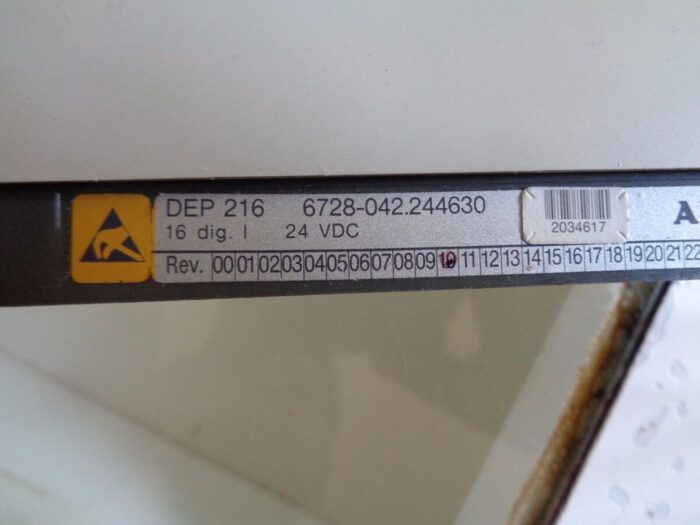 DEP 216 6728-042.244630
16 dig. I 24 VDC
2034617
A
Rev. 00 01 02 03 04 05 06 07 08 09 10 11 12 13 14 15 16 17 18 19 20 21 22